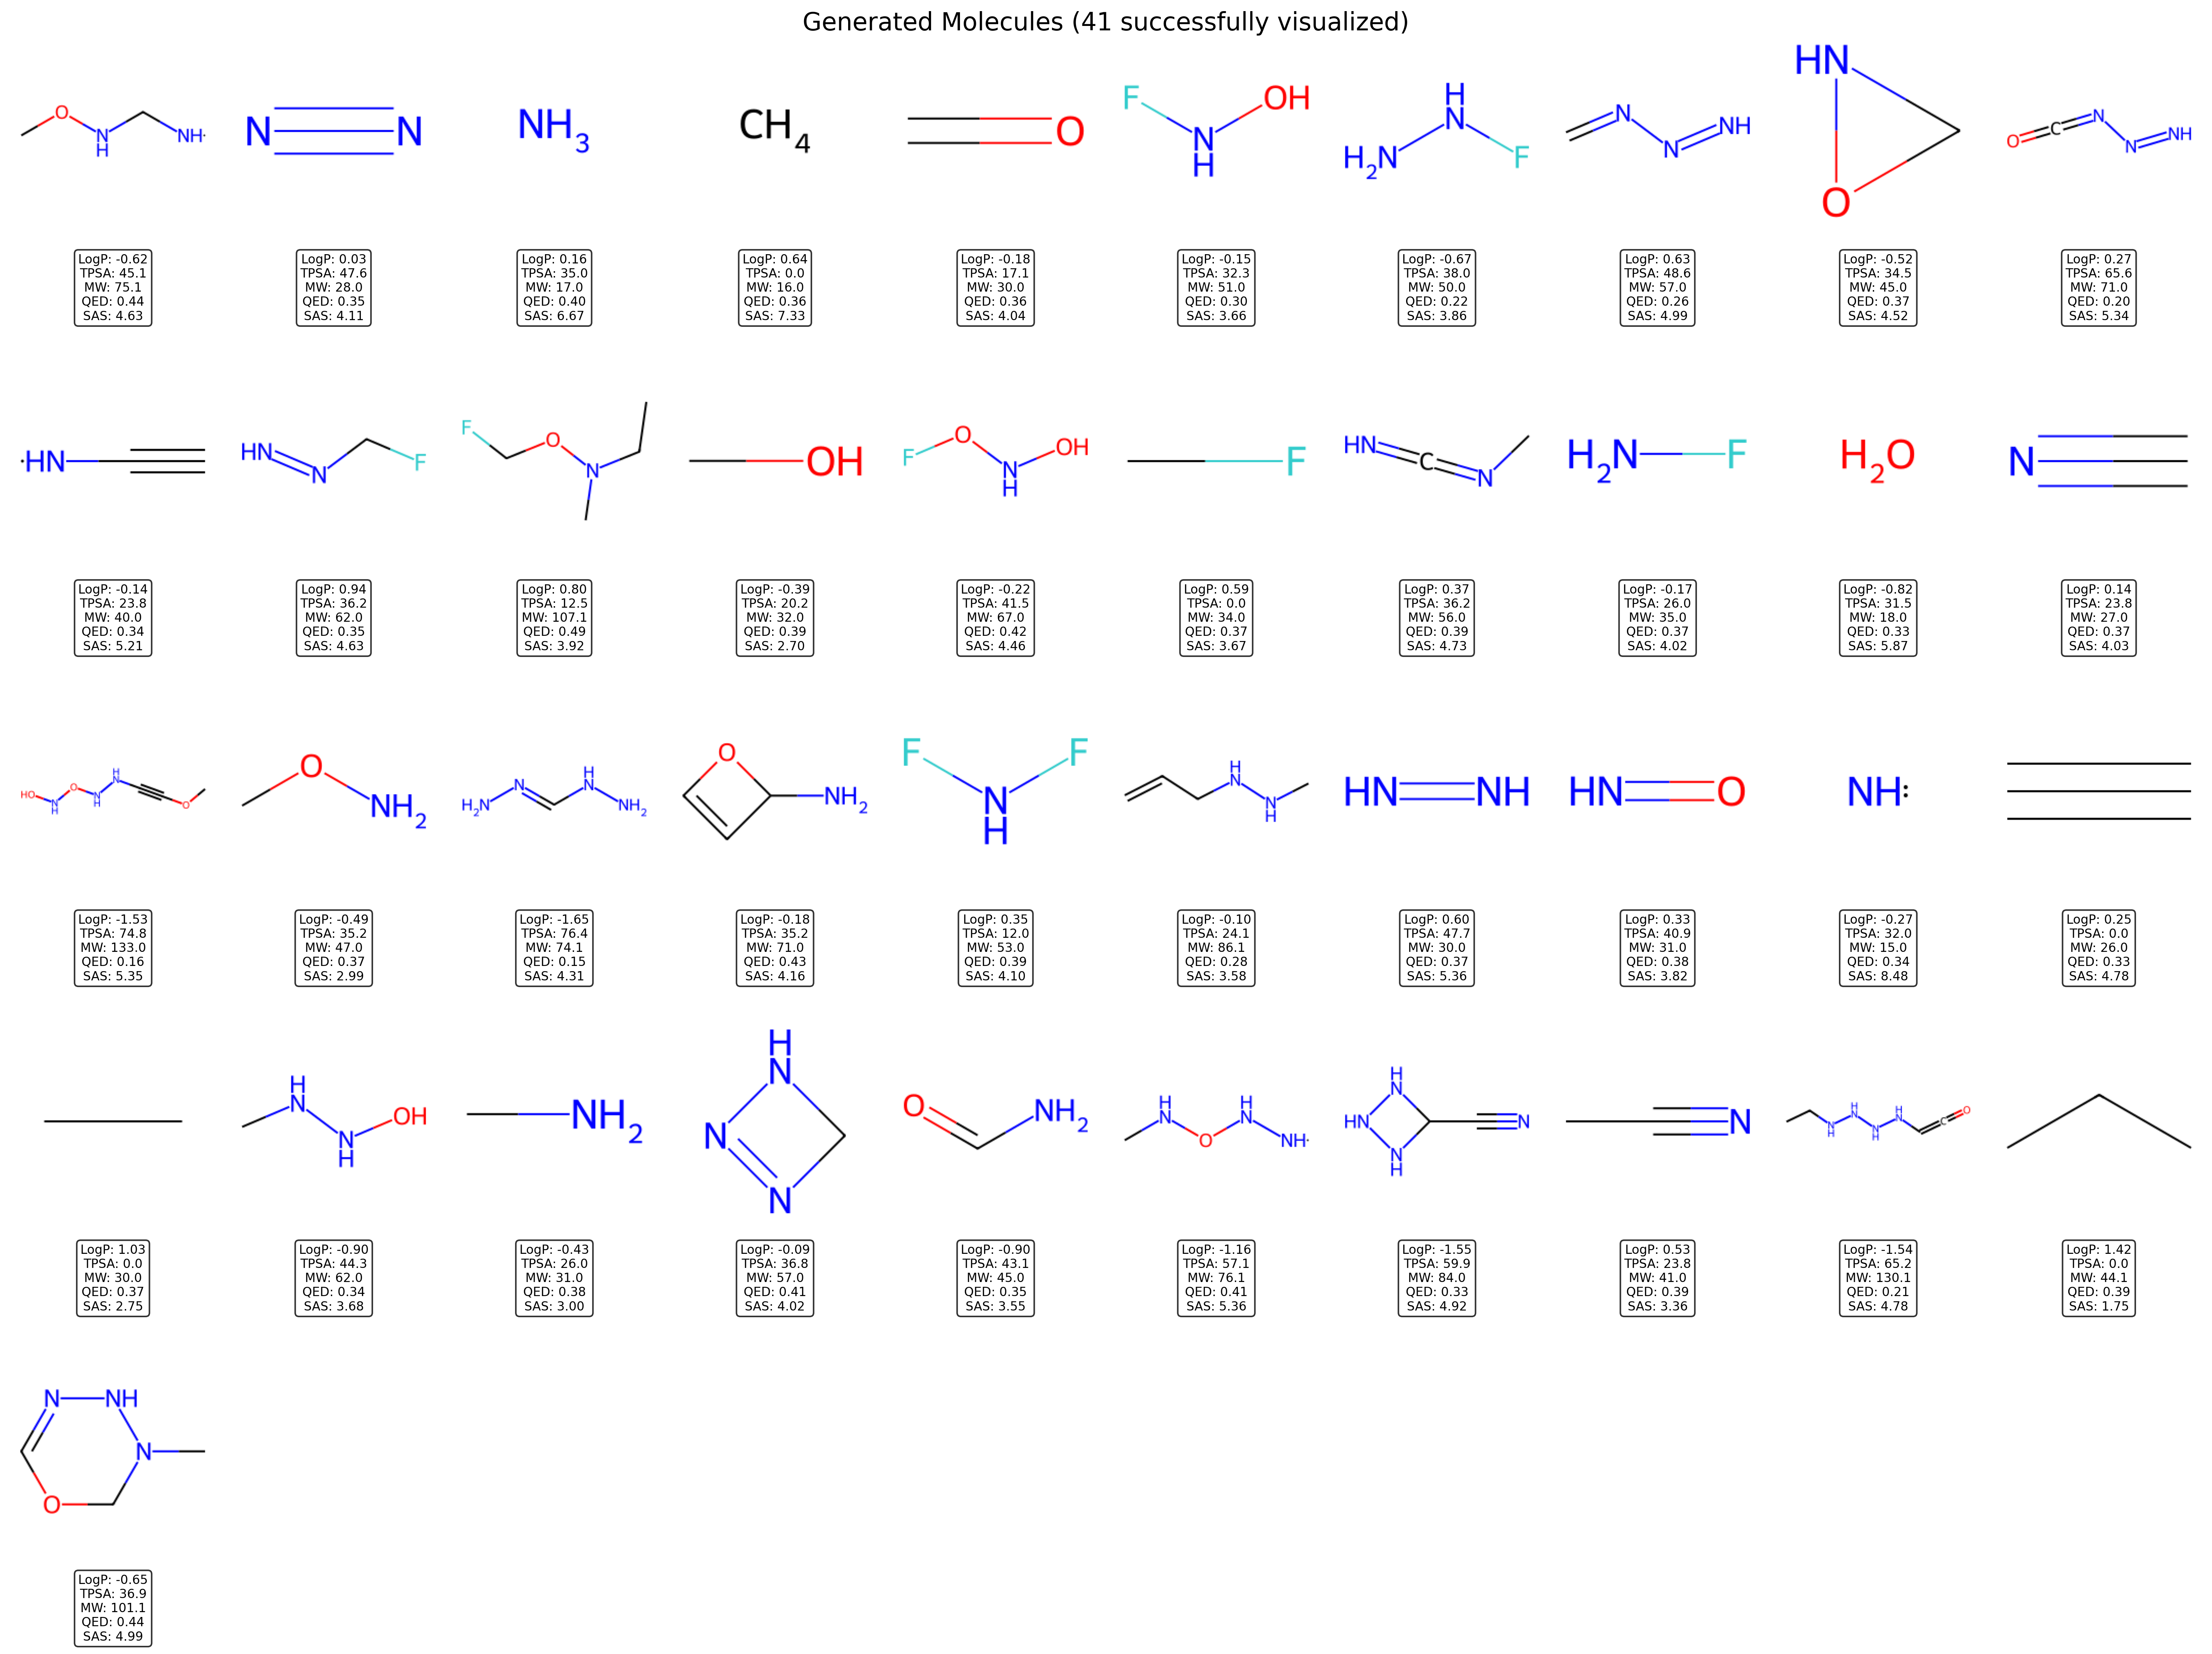 Generated Molecules (41 successfully visualized)
O
N
H
NH·
LogP: -0.62
TPSA: 45.1
MW: 75.1
QED: 0.44
SAS: 4.63
N N
LogP: 0.03
TPSA: 47.6
MW: 28.0
QED: 0.35
SAS: 4.11
NH3
LogP: 0.16
TPSA: 35.0
MW: 17.0
QED: 0.40
SAS: 6.67
CH4
LogP: 0.64
TPSA: 0.0
MW: 16.0
QED: 0.36
SAS: 7.33
O
LogP: -0.18
TPSA: 17.1
MW: 30.0
QED: 0.36
SAS: 4.04
F OH
N
H
LogP: -0.15
TPSA: 32.3
MW: 51.0
QED: 0.30
SAS: 3.66
H
N
H2N F
LogP: -0.67
TPSA: 38.0
MW: 50.0
QED: 0.22
SAS: 3.86
N NH
N
LogP: 0.63
TPSA: 48.6
MW: 57.0
QED: 0.26
SAS: 4.99
HN
O
LogP: -0.52
TPSA: 34.5
MW: 45.0
QED: 0.37
SAS: 4.52
O C N N NH
LogP: 0.27
TPSA: 65.6
MW: 71.0
QED: 0.20
SAS: 5.34
·HN
LogP: -0.14
TPSA: 23.8
MW: 40.0
QED: 0.34
SAS: 5.21
HN N F
LogP: 0.94
TPSA: 36.2
MW: 62.0
QED: 0.35
SAS: 4.63
F O N
LogP: 0.80
TPSA: 12.5
MW: 107.1
QED: 0.49
SAS: 3.92
OH
LogP: -0.39
TPSA: 20.2
MW: 32.0
QED: 0.39
SAS: 2.70
F O OH
N
H
LogP: -0.22
TPSA: 41.5
MW: 67.0
QED: 0.42
SAS: 4.46
F
LogP: 0.59
TPSA: 0.0
MW: 34.0
QED: 0.37
SAS: 3.67
HN C N
LogP: 0.37
TPSA: 36.2
MW: 56.0
QED: 0.39
SAS: 4.73
H2N F
LogP: -0.17
TPSA: 26.0
MW: 35.0
QED: 0.37
SAS: 4.02
H2O
LogP: -0.82
TPSA: 31.5
MW: 18.0
QED: 0.33
SAS: 5.87
N
LogP: 0.14
TPSA: 23.8
MW: 27.0
QED: 0.37
SAS: 4.03
HO N H O N H N H O
LogP: -1.53
TPSA: 74.8
MW: 133.0
QED: 0.16
SAS: 5.35
O
NH2
LogP: -0.49
TPSA: 35.2
MW: 47.0
QED: 0.37
SAS: 2.99
H2N N H N NH2
LogP: -1.65
TPSA: 76.4
MW: 74.1
QED: 0.15
SAS: 4.31
O
NH2
LogP: -0.18
TPSA: 35.2
MW: 71.0
QED: 0.43
SAS: 4.16
F F
N
H
LogP: 0.35
TPSA: 12.0
MW: 53.0
QED: 0.39
SAS: 4.10
H
N
N
H
LogP: -0.10
TPSA: 24.1
MW: 86.1
QED: 0.28
SAS: 3.58
HN NH
LogP: 0.60
TPSA: 47.7
MW: 30.0
QED: 0.37
SAS: 5.36
HN O
LogP: 0.33
TPSA: 40.9
MW: 31.0
QED: 0.38
SAS: 3.82
NH:
LogP: -0.27
TPSA: 32.0
MW: 15.0
QED: 0.34
SAS: 8.48
LogP: 0.25
TPSA: 0.0
MW: 26.0
QED: 0.33
SAS: 4.78
LogP: 1.03
TPSA: 0.0
MW: 30.0
QED: 0.37
SAS: 2.75
H
N OH
N
H
LogP: -0.90
TPSA: 44.3
MW: 62.0
QED: 0.34
SAS: 3.68
NH2
LogP: -0.43
TPSA: 26.0
MW: 31.0
QED: 0.38
SAS: 3.00
H
N
N
N
LogP: -0.09
TPSA: 36.8
MW: 57.0
QED: 0.41
SAS: 4.02
O NH2
LogP: -0.90
TPSA: 43.1
MW: 45.0
QED: 0.35
SAS: 3.55
H H
N N
O NH·
LogP: -1.16
TPSA: 57.1
MW: 76.1
QED: 0.41
SAS: 5.36
H
N
HN N
N
H
LogP: -1.55
TPSA: 59.9
MW: 84.0
QED: 0.33
SAS: 4.92
N
LogP: 0.53
TPSA: 23.8
MW: 41.0
QED: 0.39
SAS: 3.36
N H H N N H H N C O
LogP: -1.54
TPSA: 65.2
MW: 130.1
QED: 0.21
SAS: 4.78
LogP: 1.42
TPSA: 0.0
MW: 44.1
QED: 0.39
SAS: 1.75
N NH
N
O
LogP: -0.65
TPSA: 36.9
MW: 101.1
QED: 0.44
SAS: 4.99